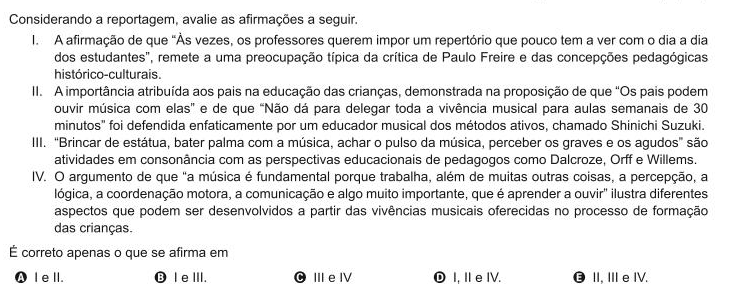 Considerando a reportagem, avalie as afirmações a seguir.
I. A afirmação de que “Às vezes, os professores querem impor um repertório que pouco tem a ver com o dia a dia
dos estudantes”, remete a uma preocupação típica da crítica de Paulo Freire e das concepções pedagógicas
histórico-culturais.
II. A importância atribuída aos pais na educação das crianças, demonstrada na proposição de que “Os pais podem
ouvir música com elas” e de que “Não dá para delegar toda a vivência musical para aulas semanais de 30
minutos” foi defendida enfaticamente por um educador musical dos métodos ativos, chamado Shinichi Suzuki.
III. “Brincar de estátua, bater palma com a música, achar o pulso da música, perceber os graves e os agudos” são
atividades em consonância com as perspectivas educacionais de pedagogos como Dalcroze, Orff e Willems.
IV. O argumento de que “a música é fundamental porque trabalha, além de muitas outras coisas, a percepção, a
lógica, a coordenação motora, a comunicação e algo muito importante, que é aprender a ouvir” ilustra diferentes
aspectos que podem ser desenvolvidos a partir das vivências musicais oferecidas no processo de formação
das crianças.
É correto apenas o que se afirma em
A I e II. B I e III. C III e IV D I, II e IV. E II, III e IV.